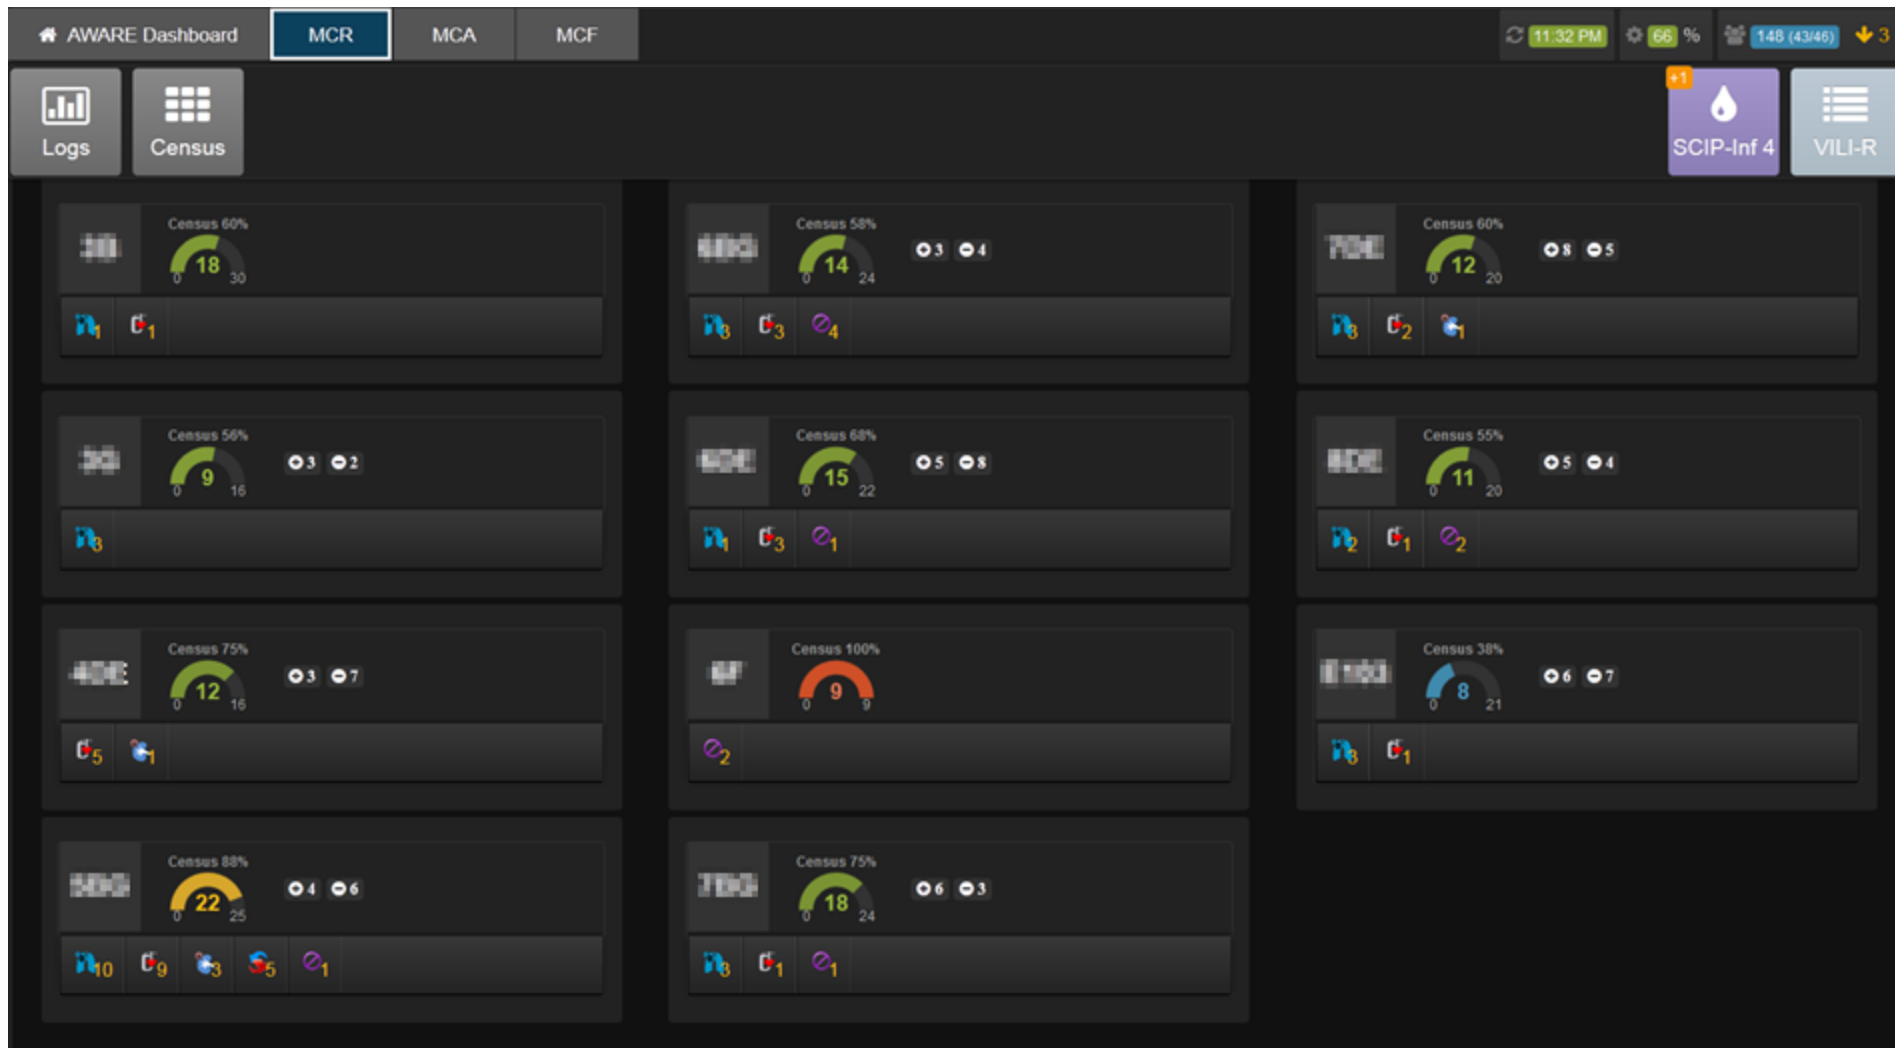 AWARE Dashboard MCR MCA MCF 11:32 PM 66 % 148 (43/46) 3
Logs Census +1 SCIP-Inf 4 VILI-R
Census 60% 18 0 30
1 1
Census 58% 14 0 24 3 4
3 3 4
Census 60% 12 0 20 8 5
3 2 1
Census 56% 9 0 16 3 2
3
Census 68% 15 0 22 5 8
1 3 1
Census 55% 11 0 20 5 4
2 1 2
Census 75% 12 0 16 3 7
5 1
Census 100% 9 0 9
2
Census 38% 8 0 21 6 7
3 1
Census 88% 22 0 25 4 6
10 9 3 5 1
Census 75% 18 0 24 6 3
3 1 1